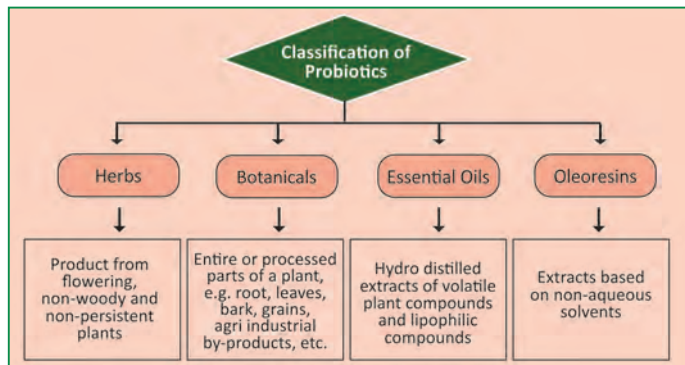 Classification of
Probiotics
Herbs
Botanicals
Essential Oils
Oleoresins
Product from
flowering,
non-woody and
non-persistent
plants
Entire or processed
parts of a plant,
e.g. root, leaves,
bark, grains,
agri industrial
by-products, etc.
Hydro distilled
extracts of volatile
plant compounds
and lipophilic
compounds
Extracts based
on non-aqueous
solvents